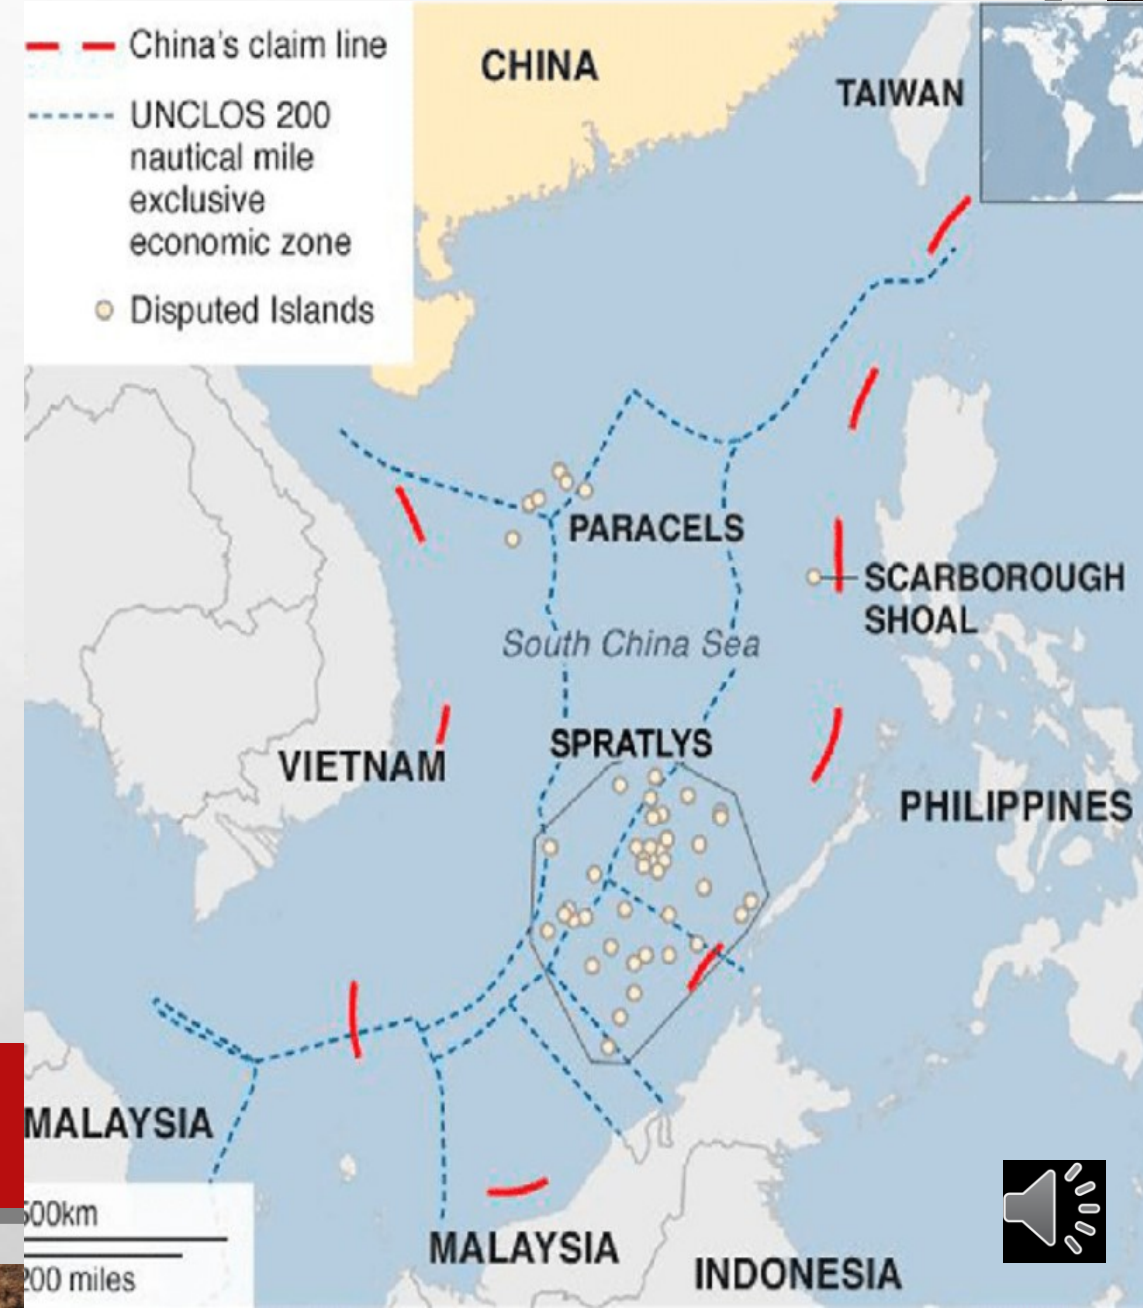 China's claim line
UNCLOS 200
nautical mile
exclusive
economic zone
Disputed Islands
CHINA
TAIWAN
PARACELS
SCARBOROUGH
SHOAL
South China Sea
SPRATLYS
VIETNAM
PHILIPPINES
MALAYSIA
500km
200 miles
MALAYSIA
INDONESIA